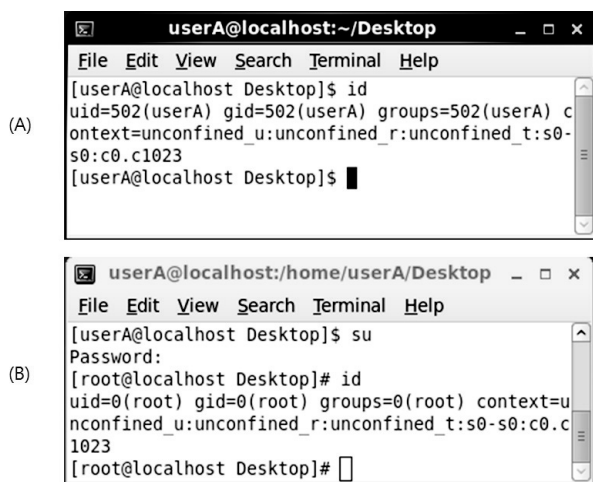 userA@localhost:~/Desktop
File Edit View Search Terminal Help
[userA@localhost Desktop]$ id
uid=502(userA) gid=502(userA) groups=502(userA) c
ontext=unconfined_u:unconfined_r:unconfined_t:s0-
s0:c0.c1023
[userA@localhost Desktop]$
(A)
userA@localhost:/home/userA/Desktop
File Edit View Search Terminal Help
[userA@localhost Desktop]$ su
Password:
[root@localhost Desktop]# id
uid=0(root) gid=0(root) groups=0(root) context=u
nconfined_u:unconfined_r:unconfined_t:s0-s0:c0.c
1023
[root@localhost Desktop]#
(B)